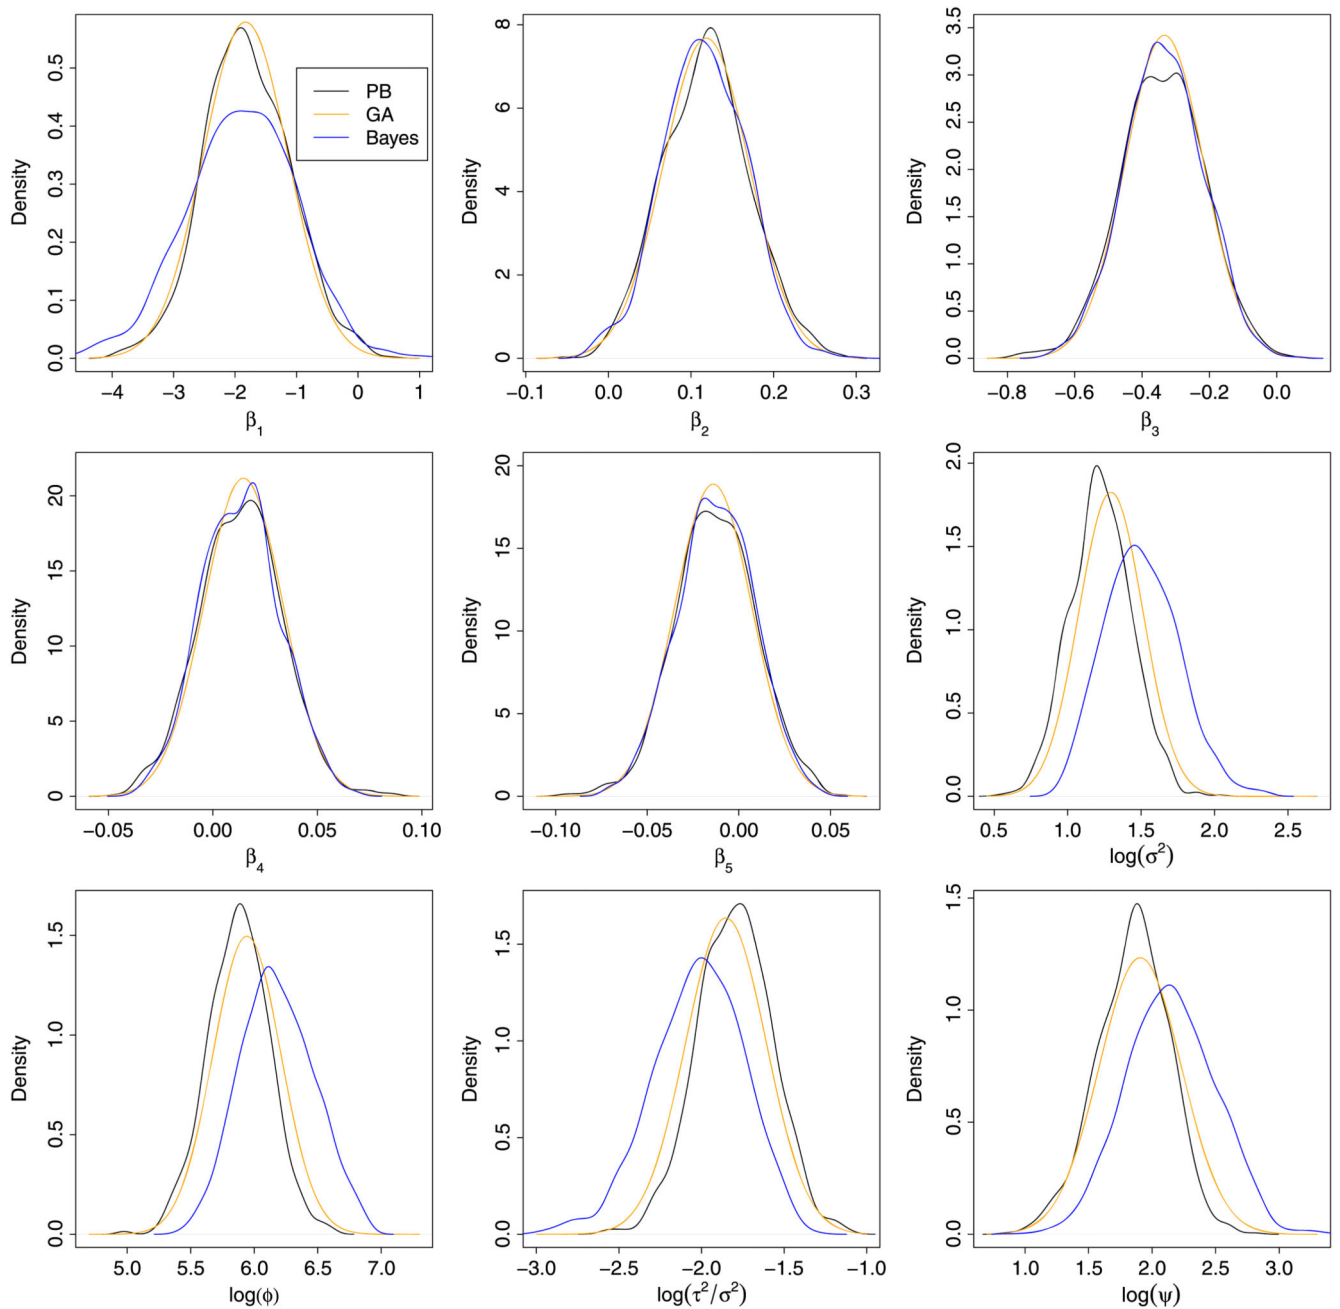 Density
0.0 0.1 0.2 0.3 0.4 0.5
PB
GA
Bayes
−4 −3 −2 −1 0 1
β1
Density
0 2 4 6 8
−0.1 0.0 0.1 0.2 0.3
β2
Density
0.0 0.5 1.0 1.5 2.0 2.5 3.0 3.5
−0.8 −0.6 −0.4 −0.2 0.0
β3
Density
0 5 10 15 20
−0.05 0.00 0.05 0.10
β4
Density
0 5 10 15 20
−0.10 −0.05 0.00 0.05
β5
Density
0.0 0.5 1.0 1.5 2.0
0.5 1.0 1.5 2.0 2.5
log(σ²)
Density
0.0 0.5 1.0 1.5
5.0 5.5 6.0 6.5 7.0
log(ϕ)
Density
0.0 0.5 1.0 1.5
−3.0 −2.5 −2.0 −1.5 −1.0
log(τ²/σ²)
Density
0.0 0.5 1.0 1.5
1.0 1.5 2.0 2.5 3.0
log(ψ)